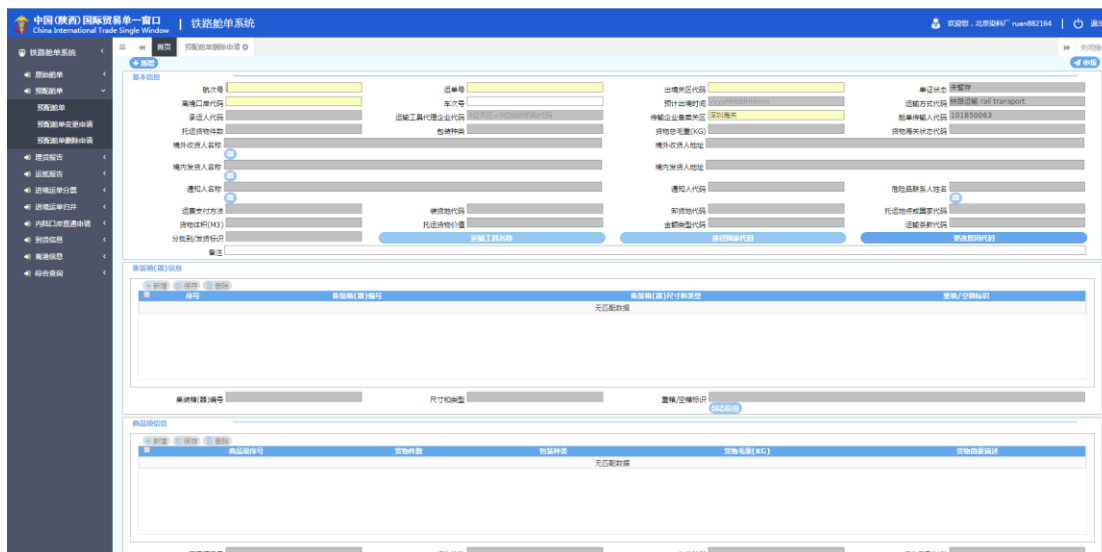 中国(陕西)国际贸易单一窗口 | 铁路舱单系统
China International Trade Single Window
欢迎您，北京染料厂 ruan882164
铁路舱单系统
首页 预配舱单删除申请
原始舱单
预配舱单
预配舱单
预配舱单变更申请
预配舱单删除申请
理货报告
运抵报告
进境运单分票
进境运单归并
内陆口岸直通申请
到货信息
离港信息
综合查询
新增 申报
基本信息
航次号 运单号 出境关区代码 单证状态 未暂存
离境口岸代码 车次号 预计出境时间 yyyyMMddhhmm 运输方式代码 铁路运输 rail transport
承运人代码 运输工具代理企业代码 传输企业备案关区 深圳海关 舱单传输人代码 101850063
托运货物件数 包装种类 货物总毛重(KG) 货物海关状态代码
境外收货人名称 境外收货人地址
境内发货人名称 境内发货人地址
通知人名称 通知人代码 危险品联系人姓名
运费支付方法 装货地代码 卸货地代码 托运地点或国家代码
货物体积(M3) 托运货物价值 金额类型代码 运输条款代码
分批到/发货标识 运输工具名称 途经国家代码 更改原因代码
备注
集装箱(器)信息
新增 保存 删除
序号 集装箱(器)编号 集装箱(器)尺寸和类型 重箱/空箱标识
无匹配数据
集装箱(器)编号 尺寸和类型 重箱/空箱标识
封志信息
商品项信息
新增 保存 删除
商品项序号 货物件数 包装种类 货物毛重(KG) 货物简要描述
无匹配数据